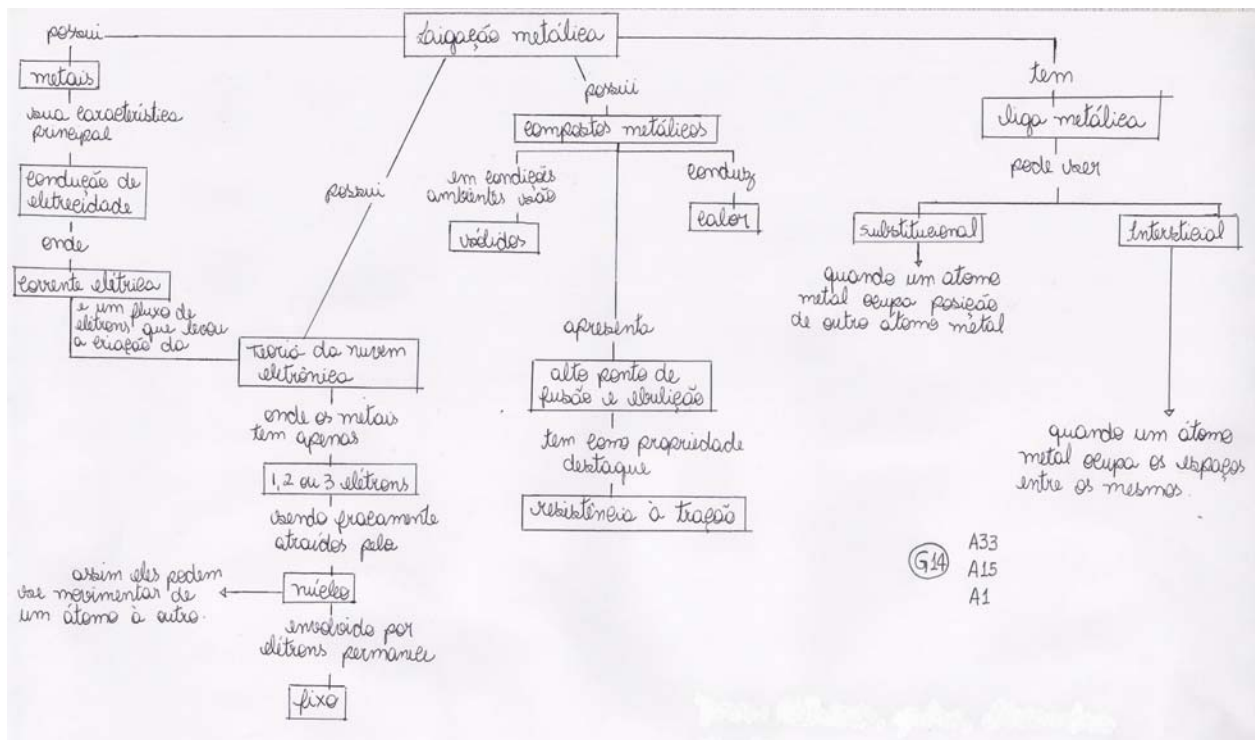 Ligação metálica
possui
metais
sua característica
principal
condução de
eletrecidade
onde
corrente elétrica
e um fluxo de
elétrons que levou
a criação da
possui
Teoria da nuvem
eletrônica
onde os metais
tem apenas
1, 2 ou 3 elétrons
sendo fracamente
atraídos pelo
núcleo
assim eles podem
se movimentar de
um átomo à outro.
envolvido por
elétrons permanece
fixo
possui
compostos metálicos
em condições
ambientes são
sólidos
conduz
calor
apresenta
alto ponto de
fusão e ebulição
tem como propriedade
destaque
resistência à tração
tem
liga metálica
pode ser
substitucional
quando um átomo
metal ocupa posição
de outro átomo metal
Intersticial
quando um átomo
metal ocupa os espaços
entre os mesmos.
G14
A33
A15
A1